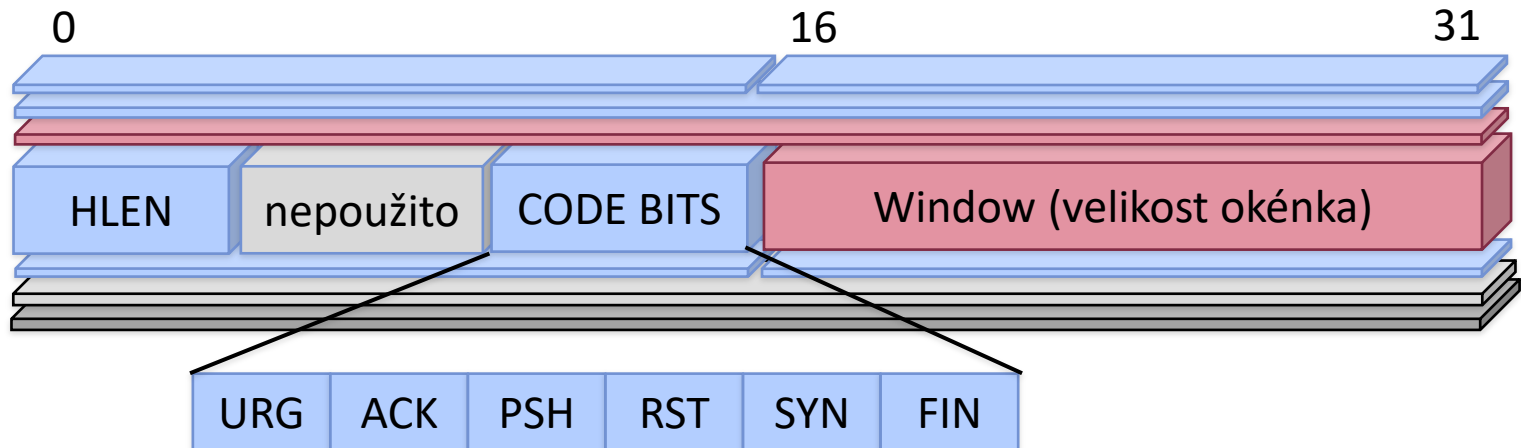 0 16 31
HLEN nepoužito CODE BITS Window (velikost okénka)
URG ACK PSH RST SYN FIN